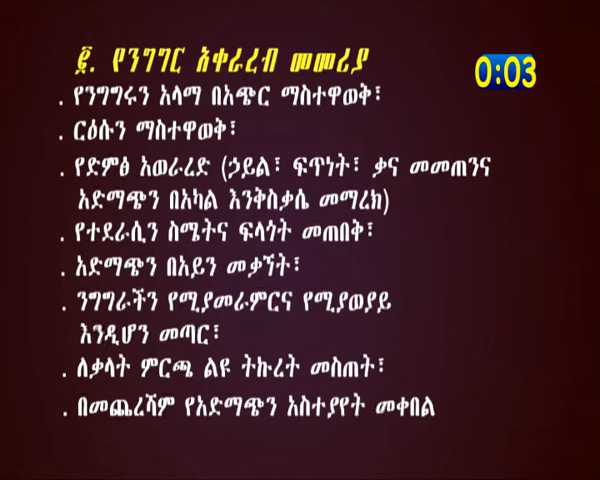 ፩. የንግግር አቀራረብ መመሪያ
0:03
. የንግግሩን አላማ በአጭር ማስተዋወቅ፣
. ርዕሱን ማስተዋወቅ፣
. የድምፅ አወራረድ (ኃይል፣ ፍጥነት፣ ቃና መመጠንና
አድማጭን በአካል እንቅስቃሴ መማረክ)
. የተደራሲን ስሜትና ፍላጎት መጠበቅ፣
. አድማጭን በአይን መቃኘት፣
. ንግግራችን የሚያመራምርና የሚያወያይ
እንዲሆን መጣር፣
. ለቃላት ምርጫ ልዩ ትኩረት መስጠት፣
. በመጨረሻም የአድማጭን አስተያየት መቀበል